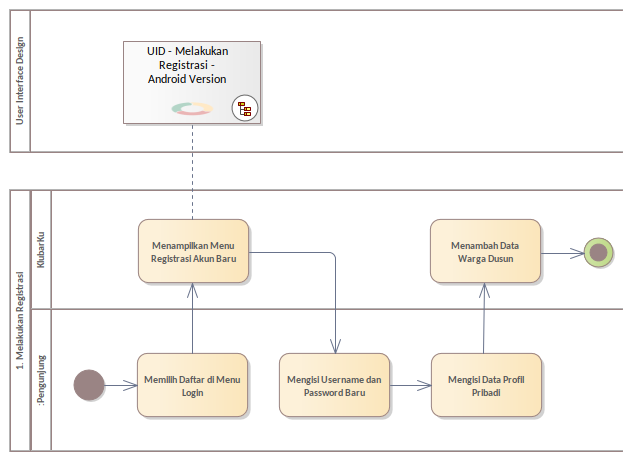 User Interface Design
UID - Melakukan
Registrasi -
Android Version
1. Melakukan Registrasi
KlubarKu
Menampilkan Menu
Registrasi Akun Baru
Menambah Data
Warga Dusun
:Pengunjung
Memilih Daftar di Menu
Login
Mengisi Username dan
Password Baru
Mengisi Data Profil
Pribadi